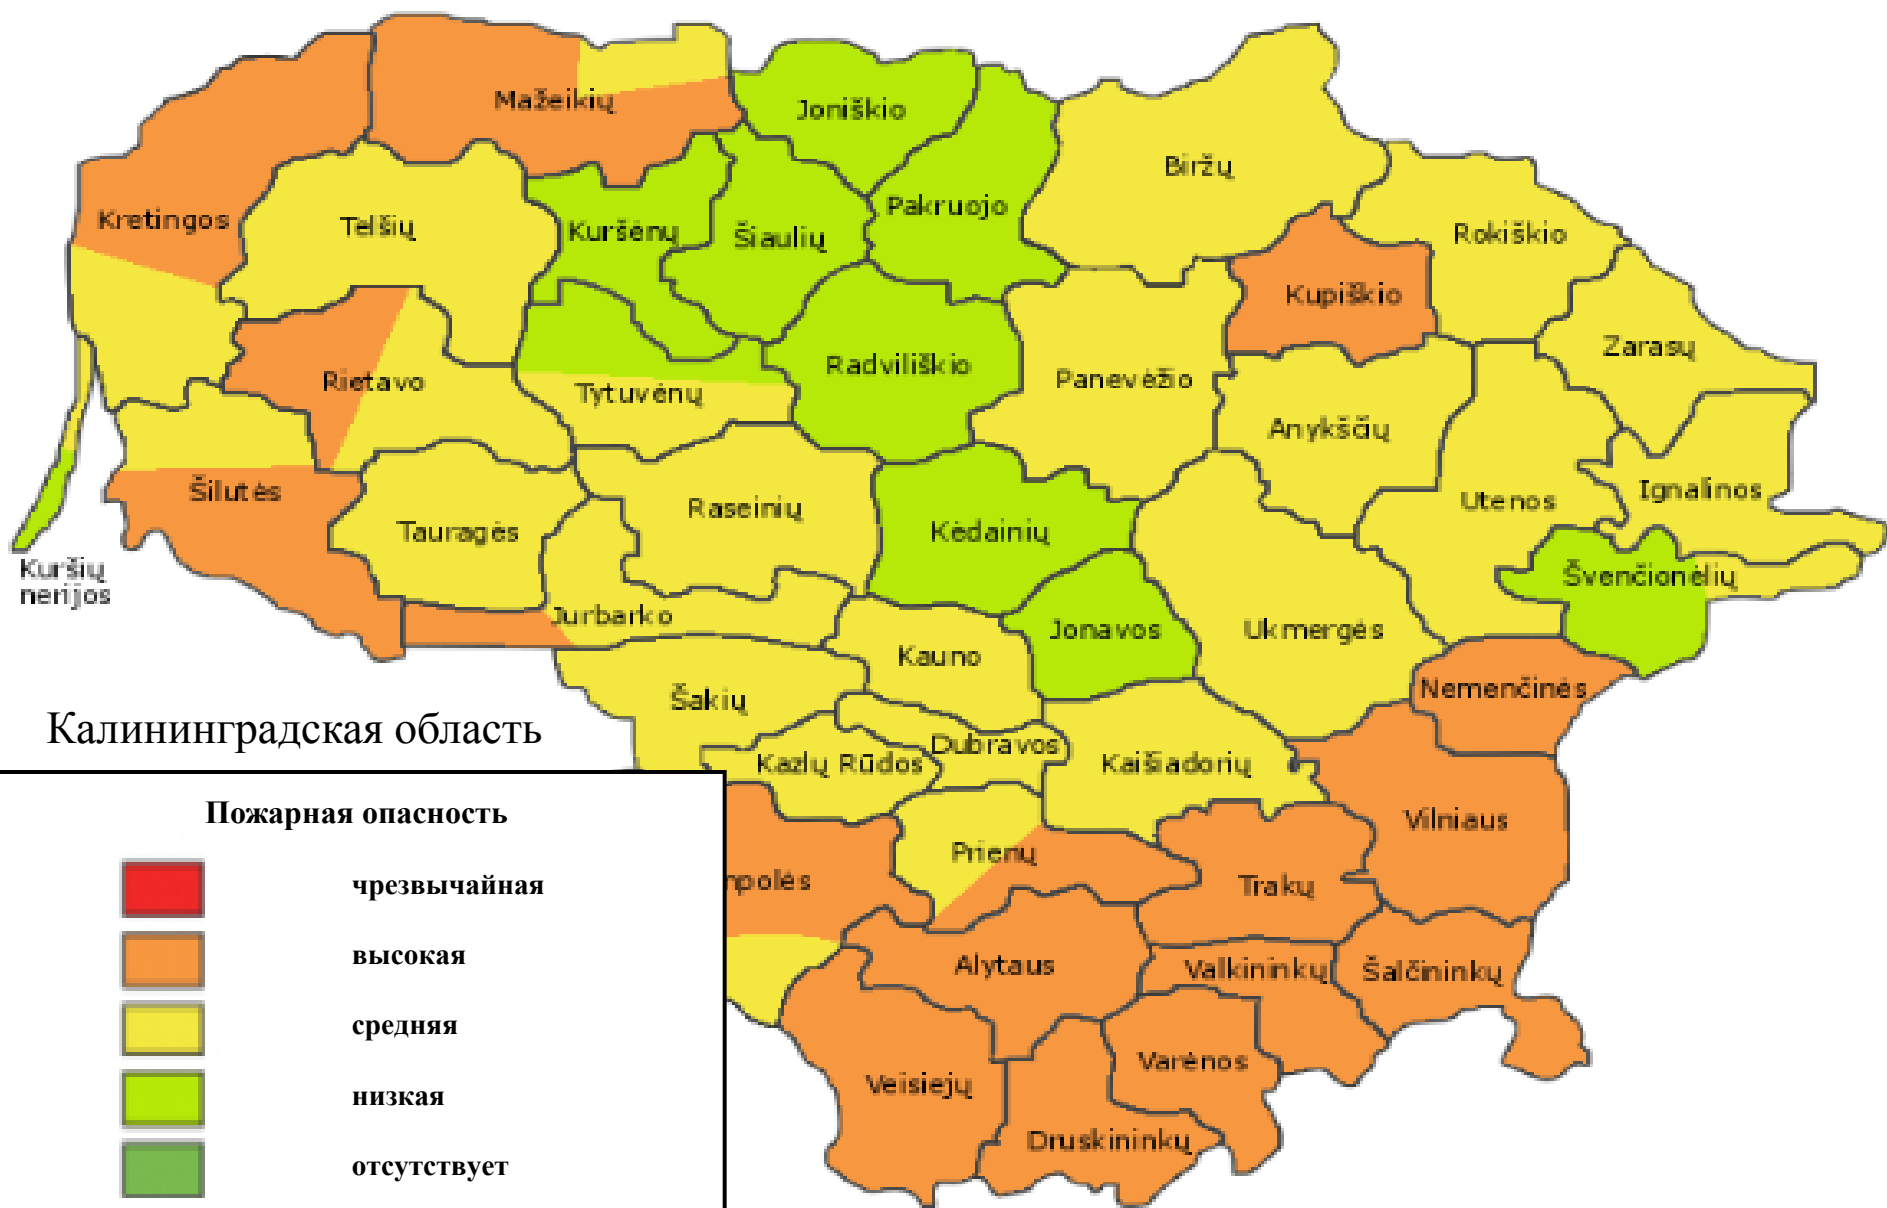 Mažeikių
Joniškio
Biržų
Kretingos
Telšių
Kuršėnų
Šiaulių
Pakruojo
Rokiškio
Kupiškio
Zarasų
Rietavo
Tytuvėnų
Radviliškio
Panevėžio
Anykščių
Šilutės
Tauragės
Raseinių
Kėdainių
Utenos
Ignalinos
Kuršių
nerijos
Švenčionėlių
Jurbarko
Kauno
Jonavos
Ukmergės
Nemenčinės
Šakių
Калининградская область
Kazlų Rūdos
Dubravos
Kaišiadorių
Vilniaus
Prienų
Trakų
npolės
Alytaus
Valkininkų
Šalčininkų
Veisiejų
Varėnos
Druskininkų
Пожарная опасность
чрезвычайная
высокая
средняя
низкая
отсутствует